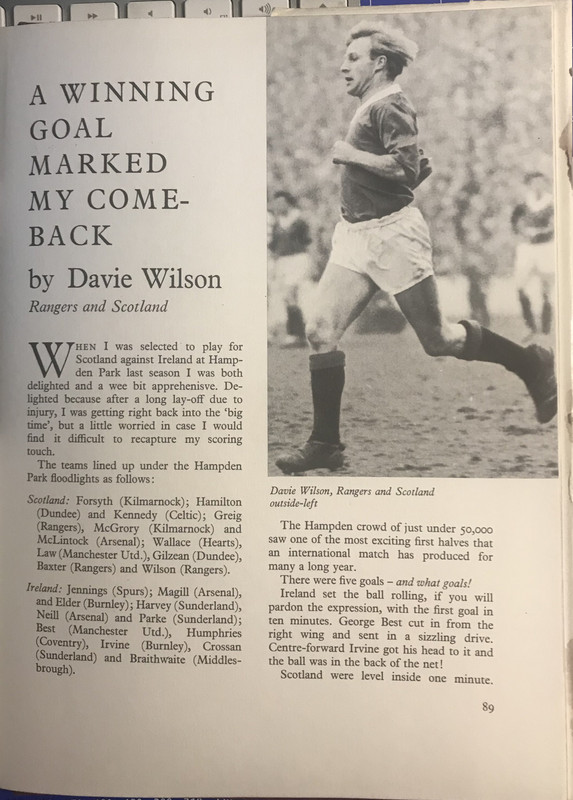 A WINNING
GOAL
MARKED
MY COME-
BACK
by Davie Wilson
Rangers and Scotland
WHEN I was selected to play for
Scotland against Ireland at Hamp-
den Park last season I was both
delighted and a wee bit apprehenisve. De-
lighted because after a long lay-off due to
injury, I was getting right back into the ‘big
time’, but a little worried in case I would
find it difficult to recapture my scoring
touch.
The teams lined up under the Hampden
Park floodlights as follows:
Scotland: Forsyth (Kilmarnock); Hamilton
(Dundee) and Kennedy (Celtic); Greig
(Rangers), McGrory (Kilmarnock) and
McLintock (Arsenal); Wallace (Hearts),
Law (Manchester Utd.), Gilzean (Dundee),
Baxter (Rangers) and Wilson (Rangers).
Ireland: Jennings (Spurs); Magill (Arsenal),
and Elder (Burnley); Harvey (Sunderland),
Neill (Arsenal) and Parke (Sunderland);
Best (Manchester Utd.), Humphries
(Coventry), Irvine (Burnley), Crossan
(Sunderland) and Braithwaite (Middles-
brough).
Davie Wilson, Rangers and Scotland
outside-left
The Hampden crowd of just under 50,000
saw one of the most exciting first halves that
an international match has produced for
many a long year.
There were five goals – and what goals!
Ireland set the ball rolling, if you will
pardon the expression, with the first goal in
ten minutes. George Best cut in from the
right wing and sent in a sizzling drive.
Centre-forward Irvine got his head to it and
the ball was in the back of the net!
Scotland were level inside one minute.
89